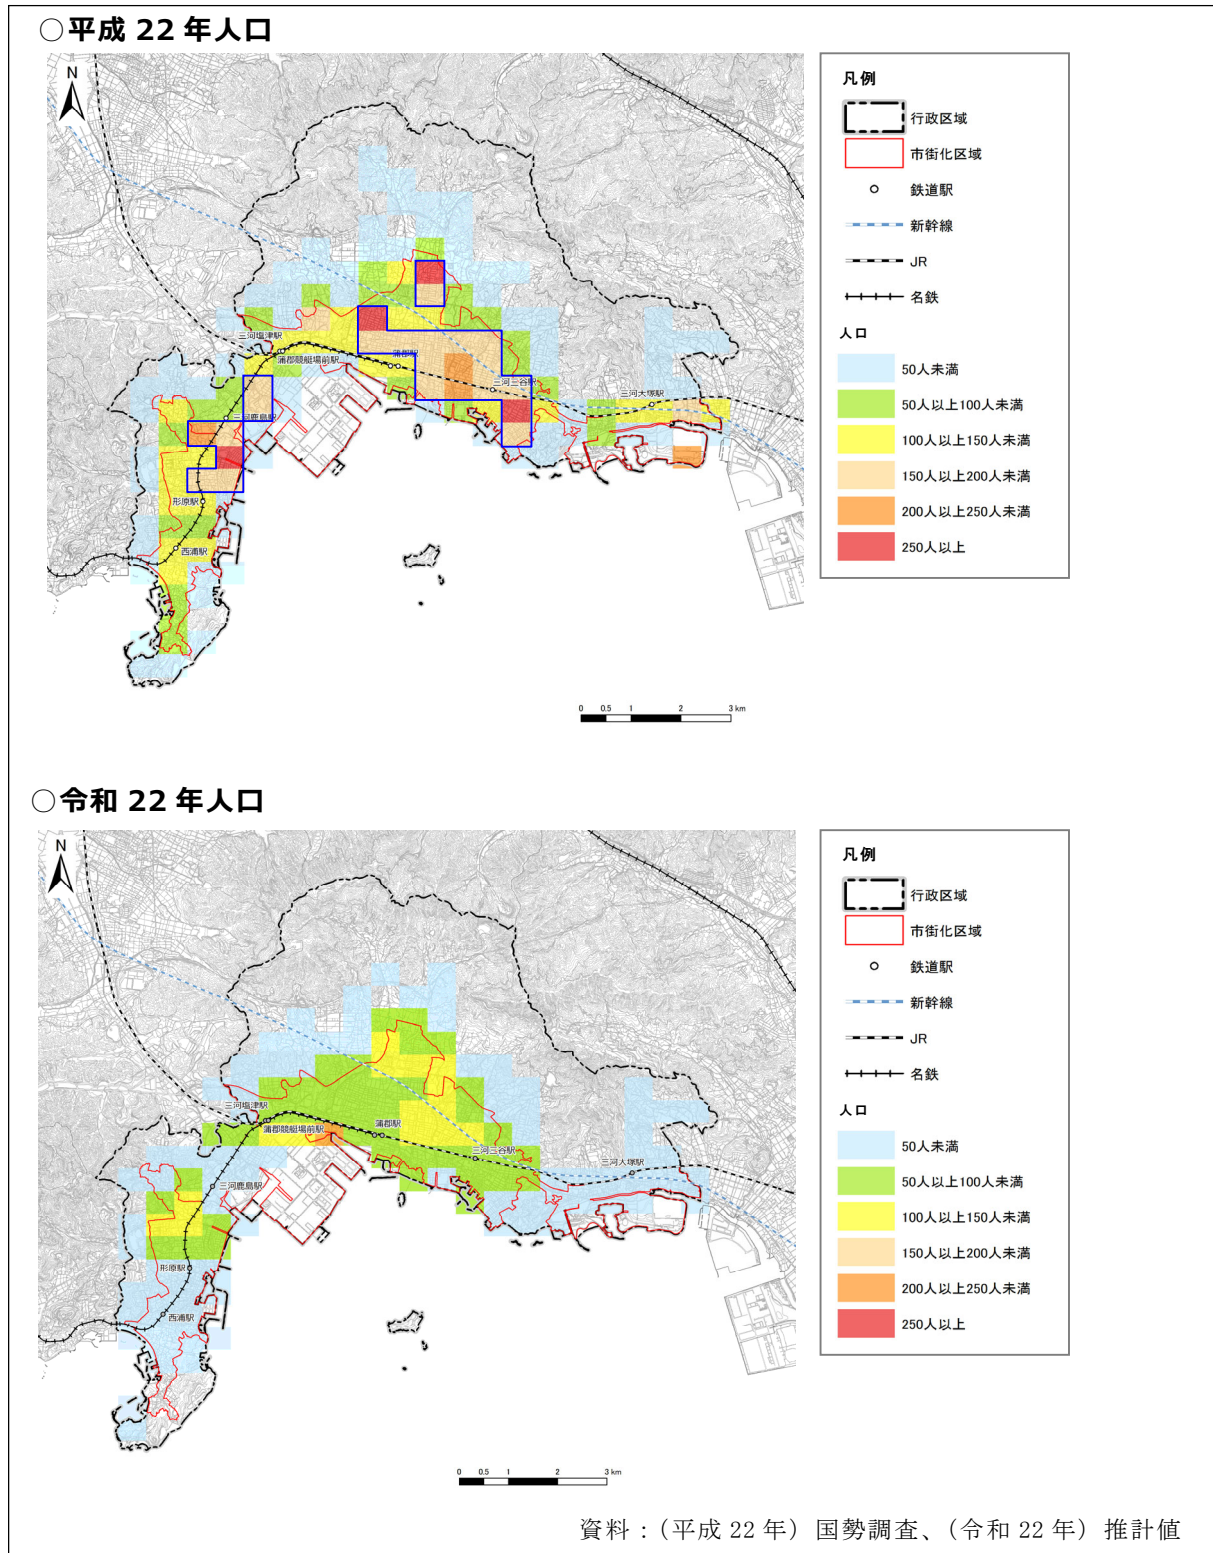 ○平成 22 年人口
N
三河塩津駅
蒲郡競艇場前駅
蒲郡駅
三河三谷駅
三河大塚駅
三河鹿島駅
形原駅
西浦駅
0 0.5 1 2 3 km
凡例
行政区域
市街化区域
鉄道駅
新幹線
JR
名鉄
人口
50人未満
50人以上100人未満
100人以上150人未満
150人以上200人未満
200人以上250人未満
250人以上
○令和 22 年人口
N
三河塩津駅
蒲郡競艇場前駅
蒲郡駅
三河三谷駅
三河大塚駅
三河鹿島駅
形原駅
西浦駅
0 0.5 1 2 3 km
凡例
行政区域
市街化区域
鉄道駅
新幹線
JR
名鉄
人口
50人未満
50人以上100人未満
100人以上150人未満
150人以上200人未満
200人以上250人未満
250人以上
資料：（平成 22 年）国勢調査、（令和 22 年）推計値